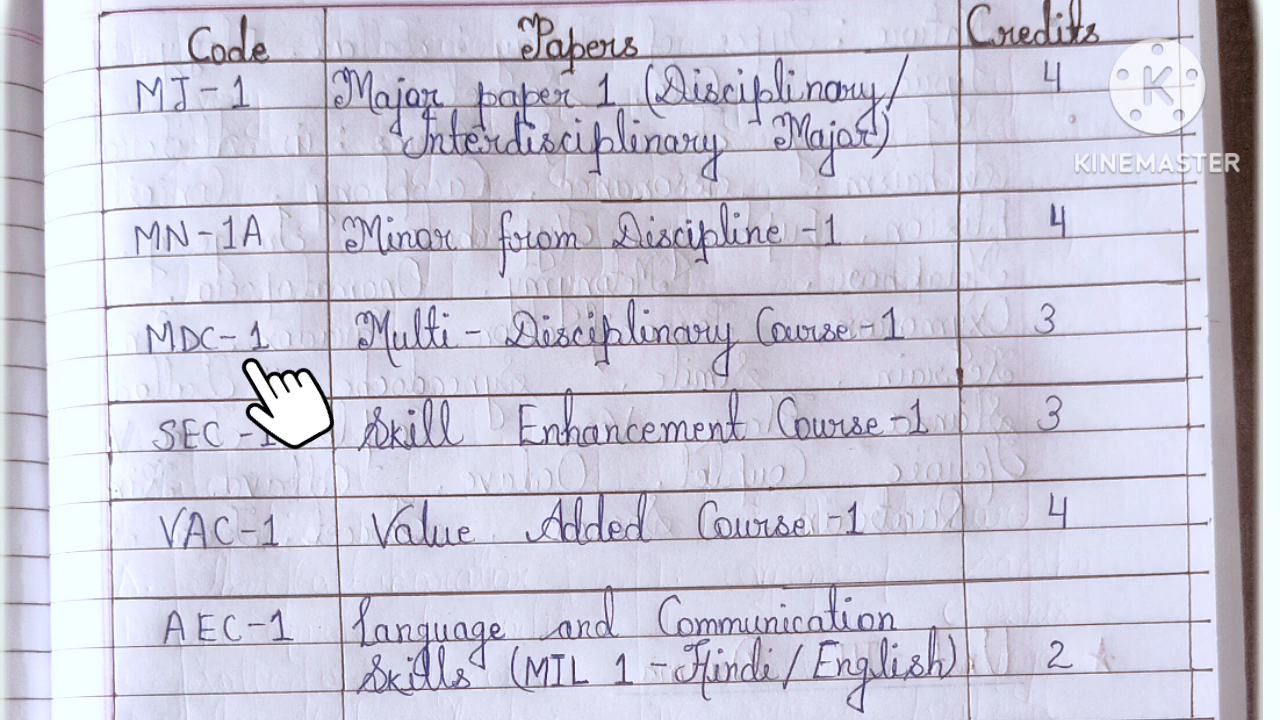 Code Papers Credits
MJ-1 Major paper 1 (Disciplinary/ 4
Interdisciplinary Major)
KINEMASTER
MN-1A Minor from Discipline-1 4
MDC-1 Multi-Disciplinary Course-1 3
SEC-1 Skill Enhancement Course-1 3
VAC-1 Value Added Course-1 4
AEC-1 Language and Communication
Skills (MIL 1-Hindi/English) 2